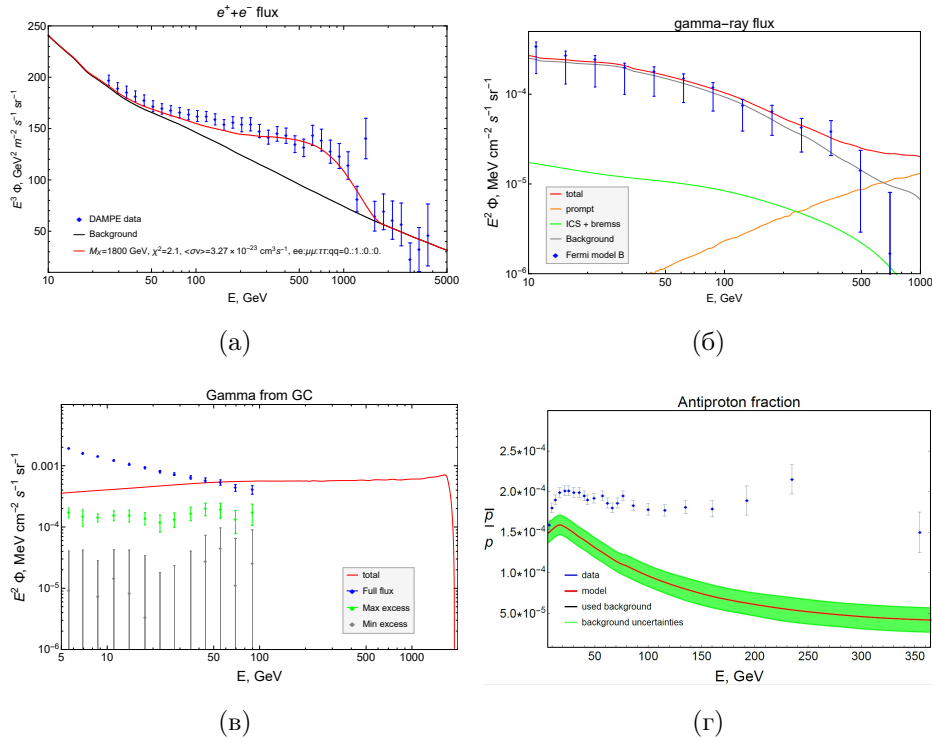 e⁺+e⁻ flux
E³ Φ, GeV² m⁻² s⁻¹ sr⁻¹
250
200
150
100
50
DAMPE data
Background
Mχ=1800 GeV, χ²=2.1, <σv>=3.27 × 10⁻²³ cm³s⁻¹, ee:μμ:ττ:qq=0.:1.:0.:0.
10 50 100 500 1000 5000
E, GeV
(а)
gamma-ray flux
E² Φ, MeV cm⁻² s⁻¹ sr⁻¹
10⁻⁴
10⁻⁵
10⁻⁶
total
prompt
ICS + bremss
Background
Fermi model B
10 50 100 500 1000
E, GeV
(б)
Gamma from GC
E² Φ, MeV cm⁻² s⁻¹ sr⁻¹
0.001
10⁻⁴
10⁻⁵
10⁻⁶
total
Full flux
Max excess
Min excess
5 10 50 100 500 1000
E, GeV
(в)
Antiproton fraction
p̅/p
2.5*10⁻⁴
2.0*10⁻⁴
1.5*10⁻⁴
1.0*10⁻⁴
5.0*10⁻⁵
data
model
used background
background uncertainties
50 100 150 200 250 300 350
E, GeV
(г)